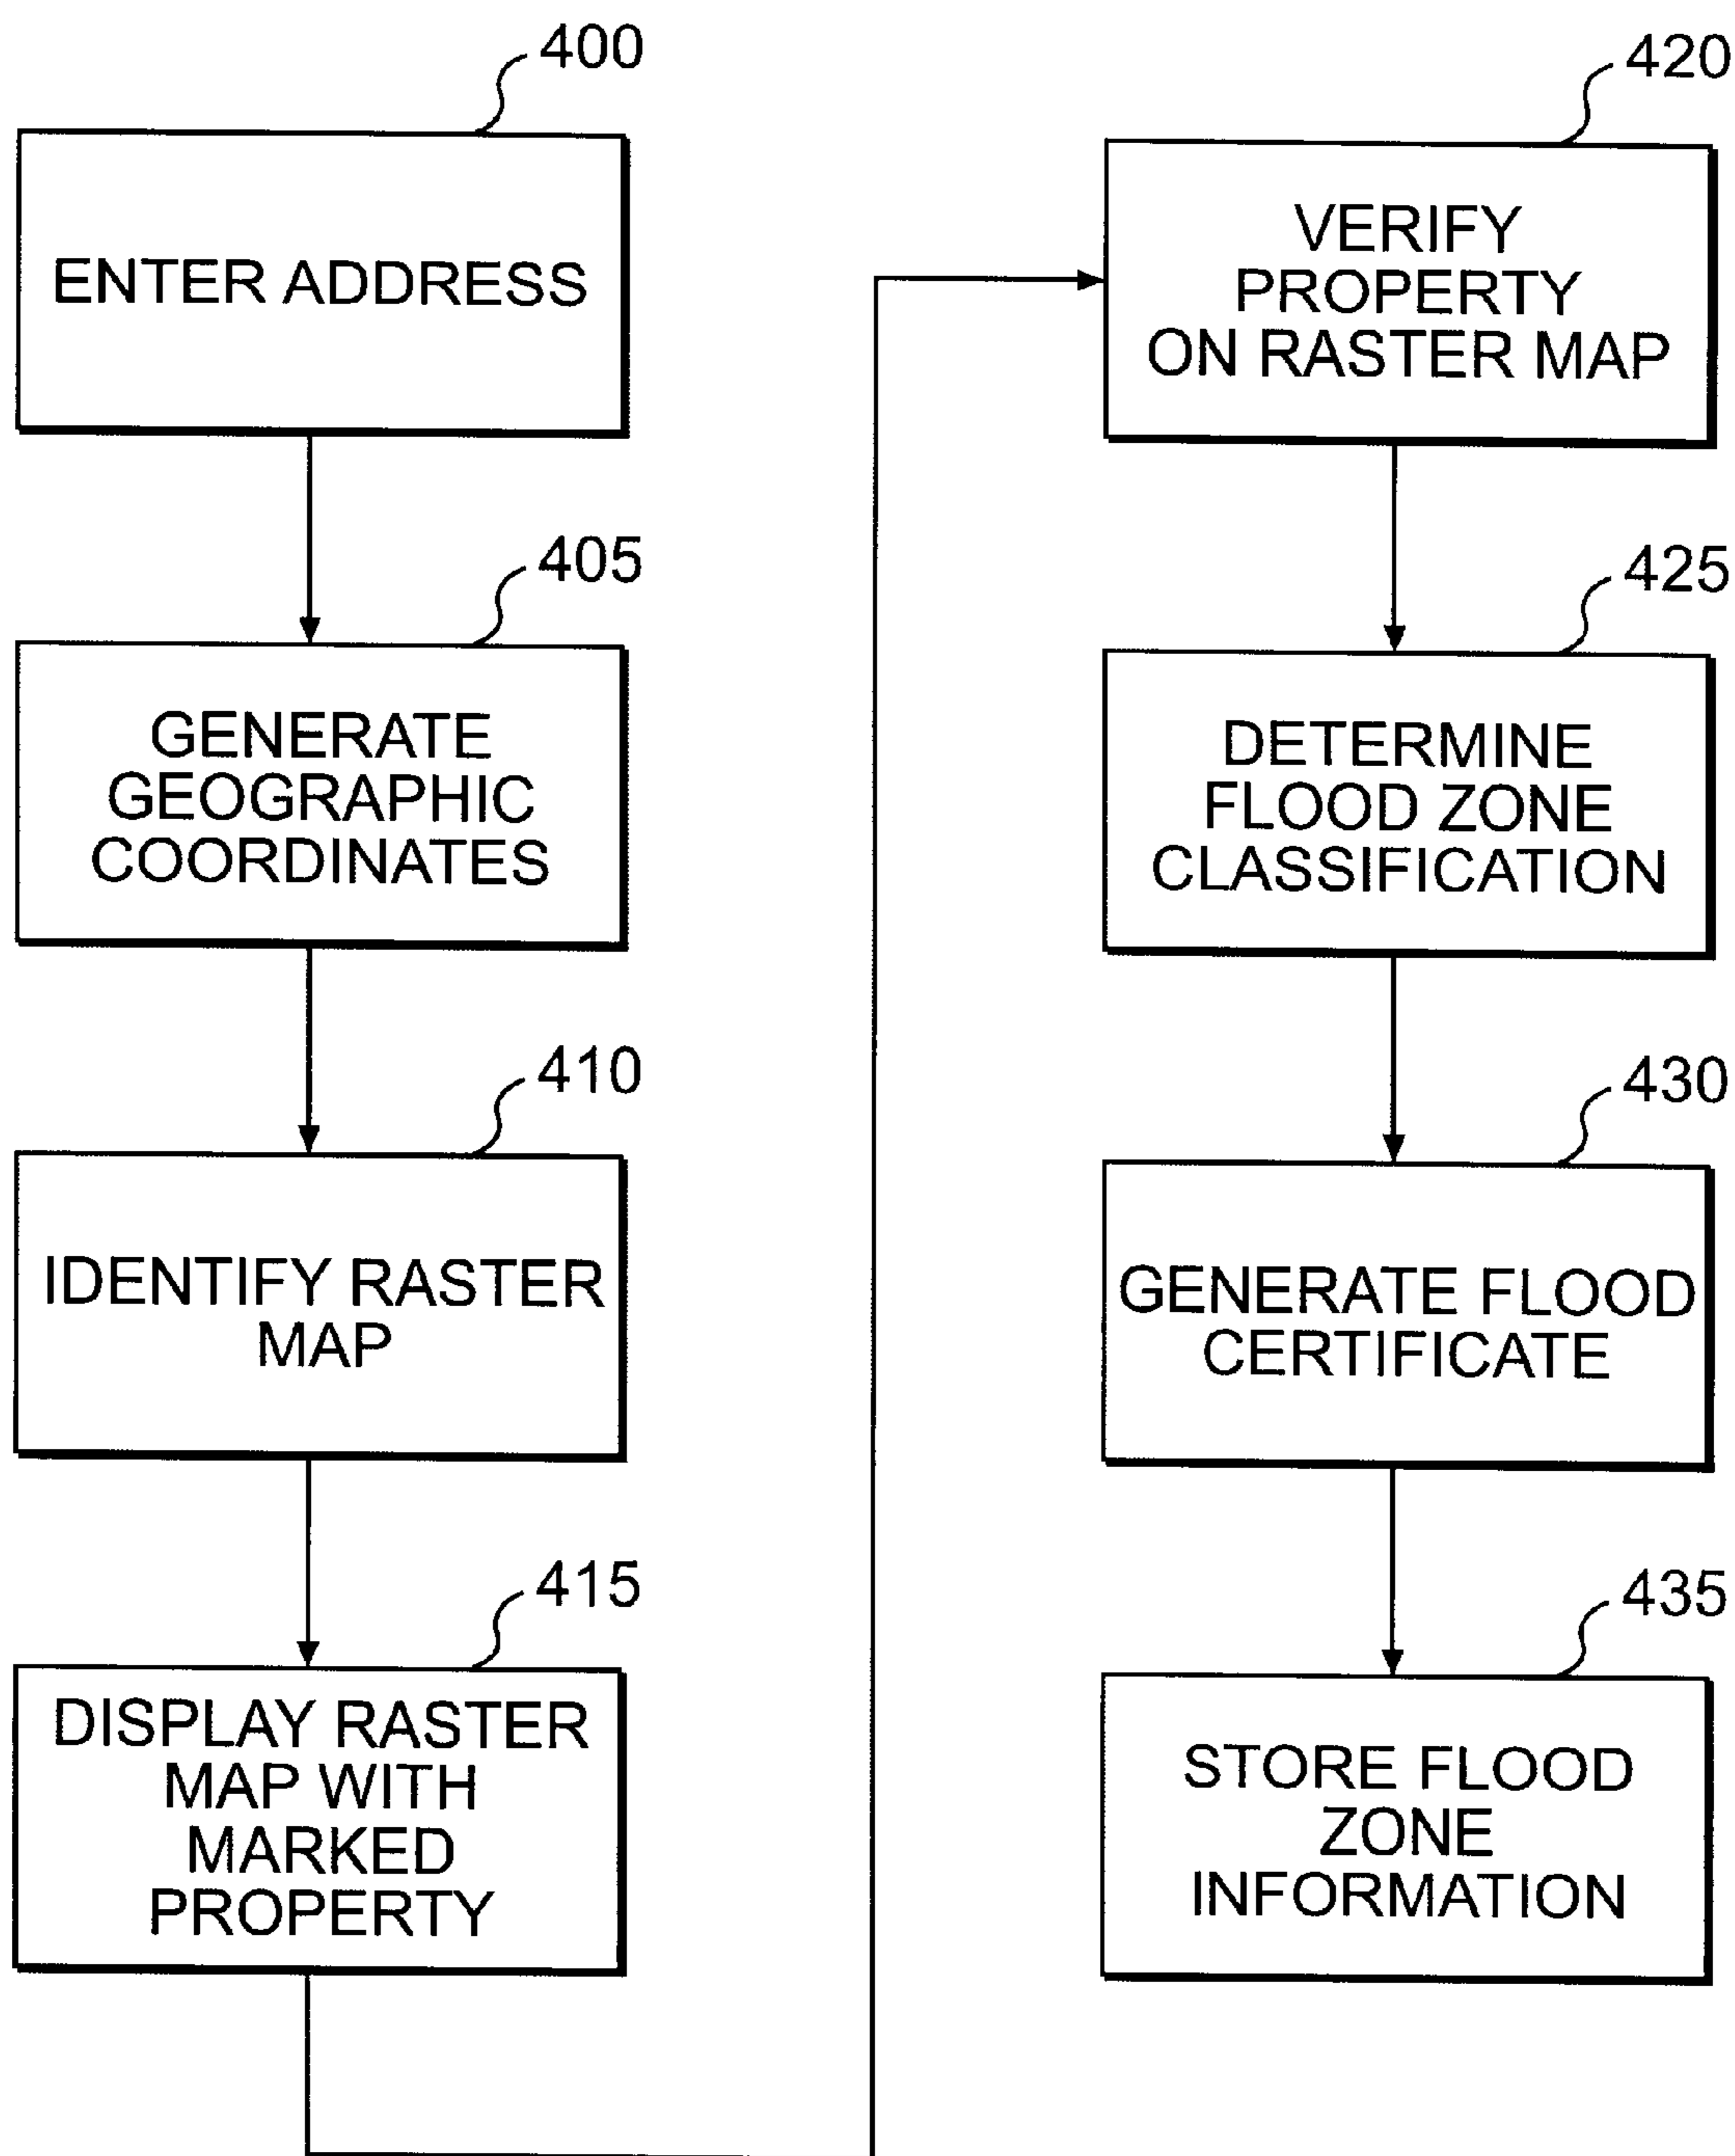 400
ENTER ADDRESS
405
GENERATE
GEOGRAPHIC
COORDINATES
410
IDENTIFY RASTER
MAP
415
DISPLAY RASTER
MAP WITH
MARKED
PROPERTY
420
VERIFY
PROPERTY
ON RASTER MAP
425
DETERMINE
FLOOD ZONE
CLASSIFICATION
430
GENERATE FLOOD
CERTIFICATE
435
STORE FLOOD
ZONE
INFORMATION